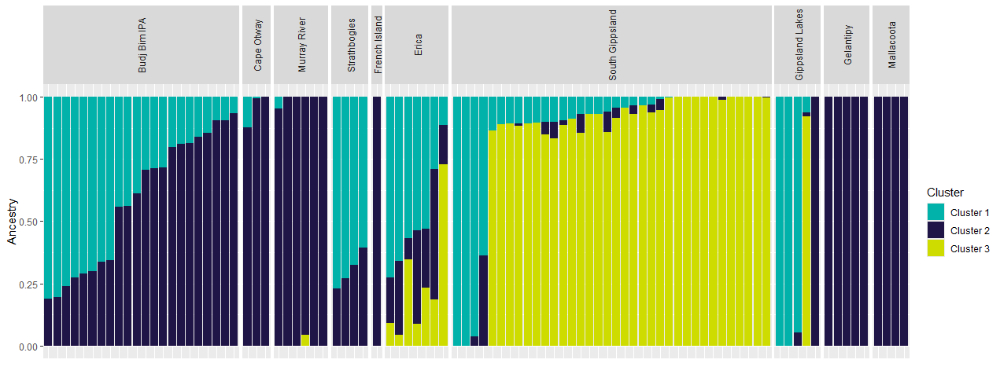 Budj Bim IPA
Cape Otway
Murray River
Strathbogies
French Island
Erica
South Gippsland
Gippsland Lakes
Gelantipy
Mallacoota
1.00
0.75
0.50
0.25
0.00
Ancestry
Cluster
Cluster 1
Cluster 2
Cluster 3